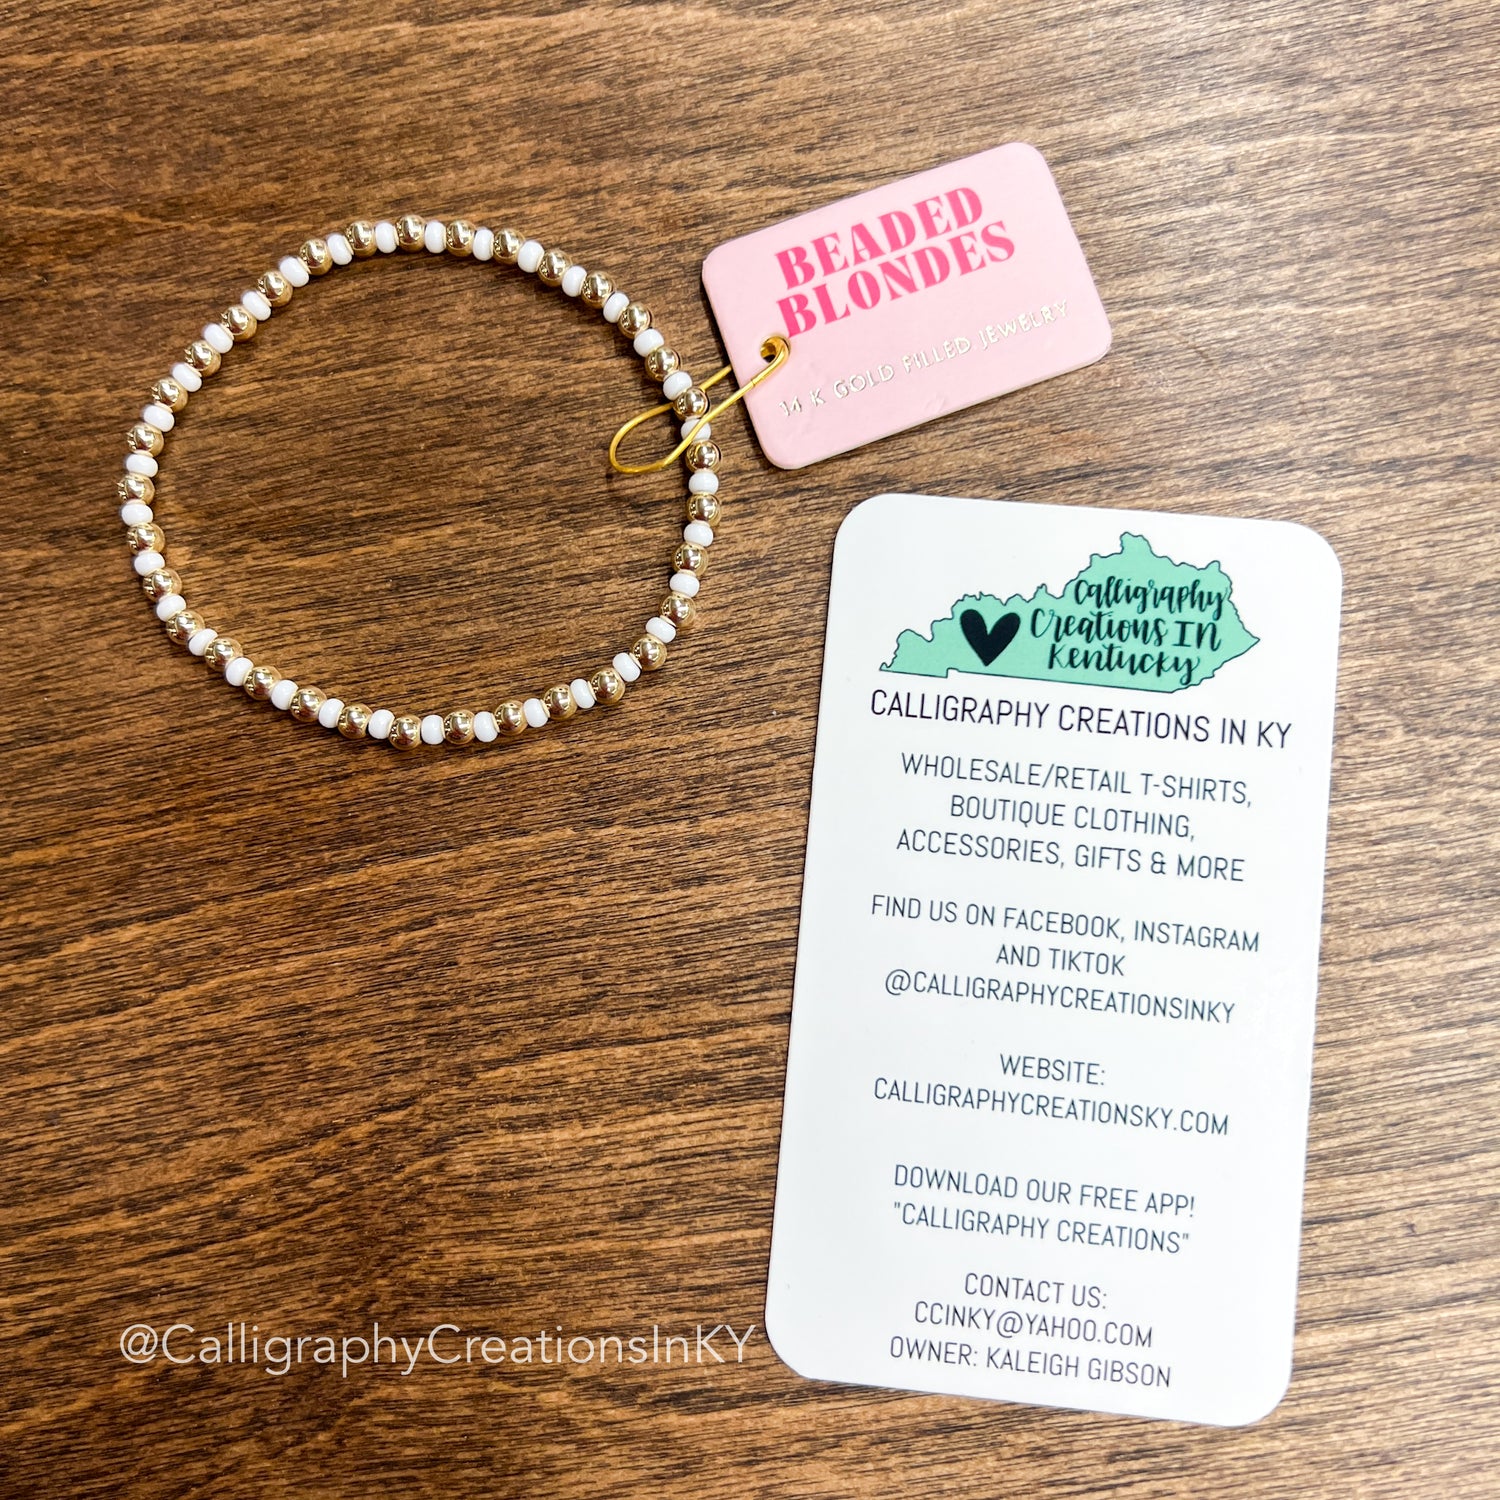 BEADED
BLONDES
14 K GOLD FILLED JEWELRY
Calligraphy
Creations IN
Kentucky
CALLIGRAPHY CREATIONS IN KY
WHOLESALE/RETAIL T-SHIRTS,
BOUTIQUE CLOTHING,
ACCESSORIES, GIFTS & MORE
FIND US ON FACEBOOK, INSTAGRAM
AND TIKTOK
@CALLIGRAPHYCREATIONSINKY
WEBSITE:
CALLIGRAPHYCREATIONSKY.COM
DOWNLOAD OUR FREE APP!
"CALLIGRAPHY CREATIONS"
CONTACT US:
CCINKY@YAHOO.COM
OWNER: KALEIGH GIBSON
@CalligraphyCreationsInKY